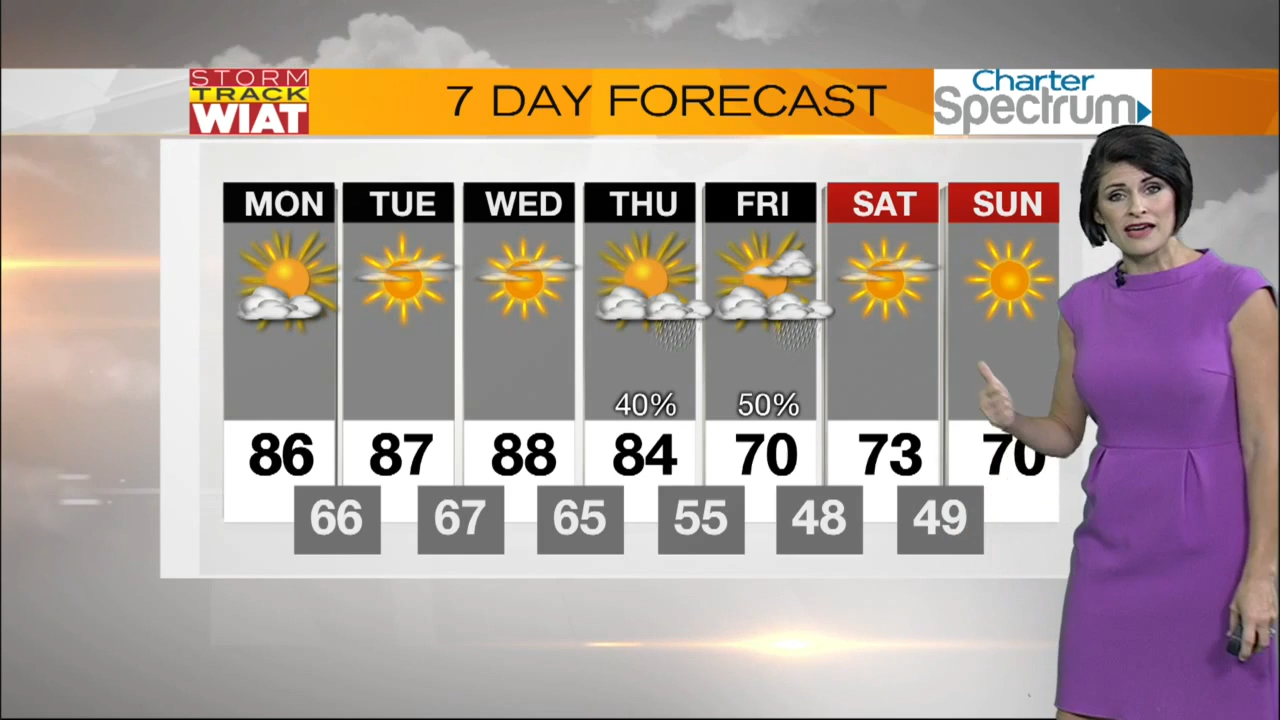 STORM
TRACK
WIAT
7 DAY FORECAST
Charter
Spectrum
MON TUE WED THU FRI SAT SUN
40% 50%
86 87 88 84 70 73 70
66 67 65 55 48 49